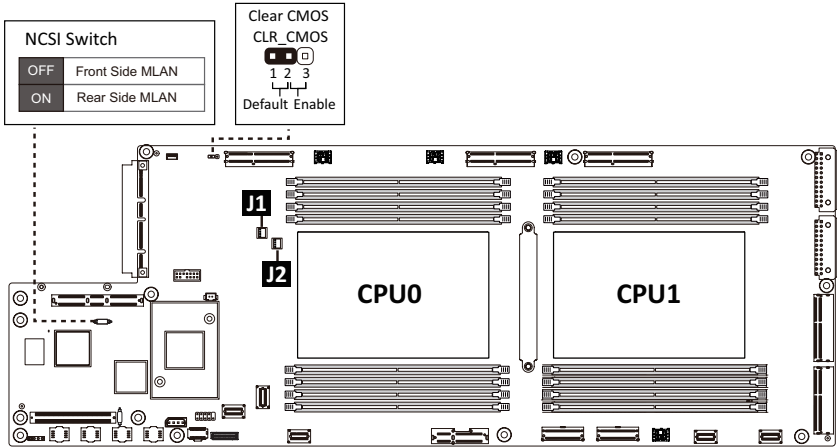 NCSI Switch
OFF Front Side MLAN
ON Rear Side MLAN
Clear CMOS
CLR_CMOS
1 2 3
Default Enable
J1
J2
CPU0
CPU1